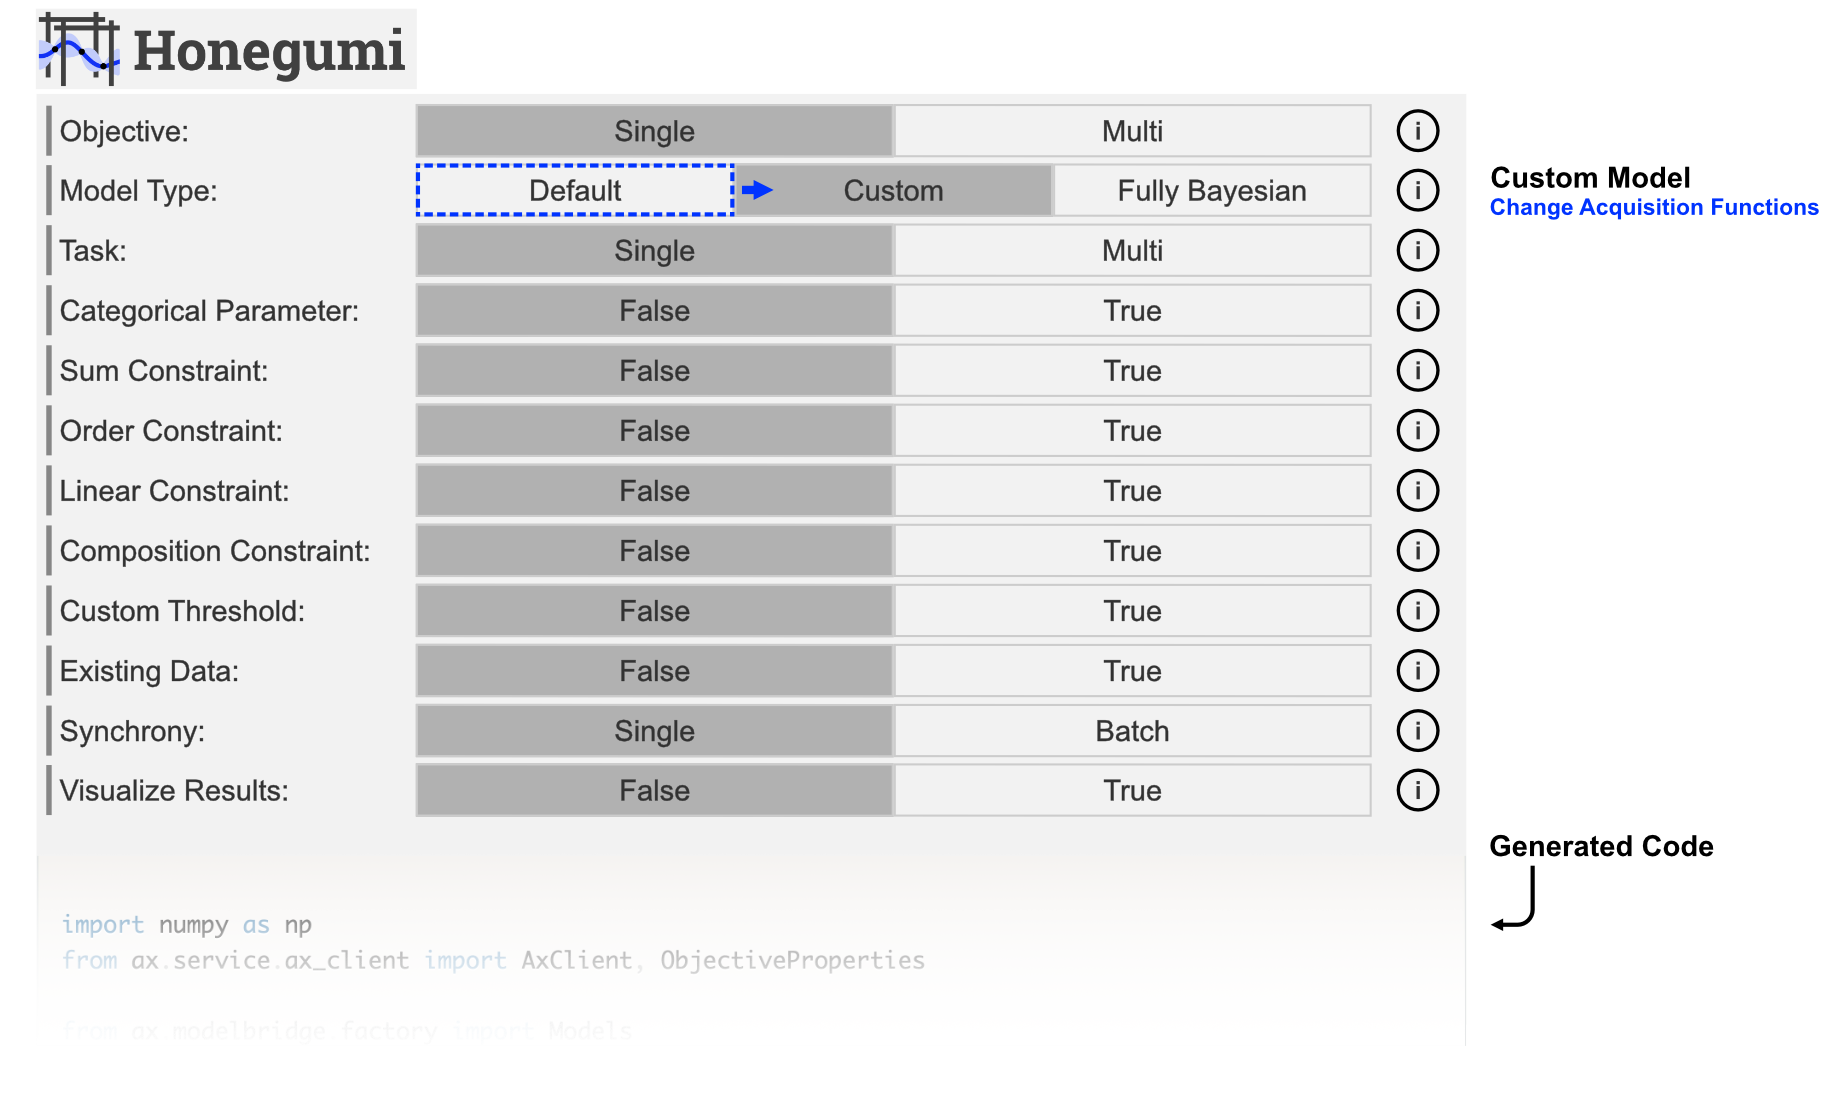 Honegumi
Objective: Single Multi i
Model Type: Default Custom Fully Bayesian i
Custom Model
Change Acquisition Functions
Task: Single Multi i
Categorical Parameter: False True i
Sum Constraint: False True i
Order Constraint: False True i
Linear Constraint: False True i
Composition Constraint: False True i
Custom Threshold: False True i
Existing Data: False True i
Synchrony: Single Batch i
Visualize Results: False True i
Generated Code
import numpy as np
from ax.service.ax_client import AxClient, ObjectiveProperties
from ax modelbridge factory import Models